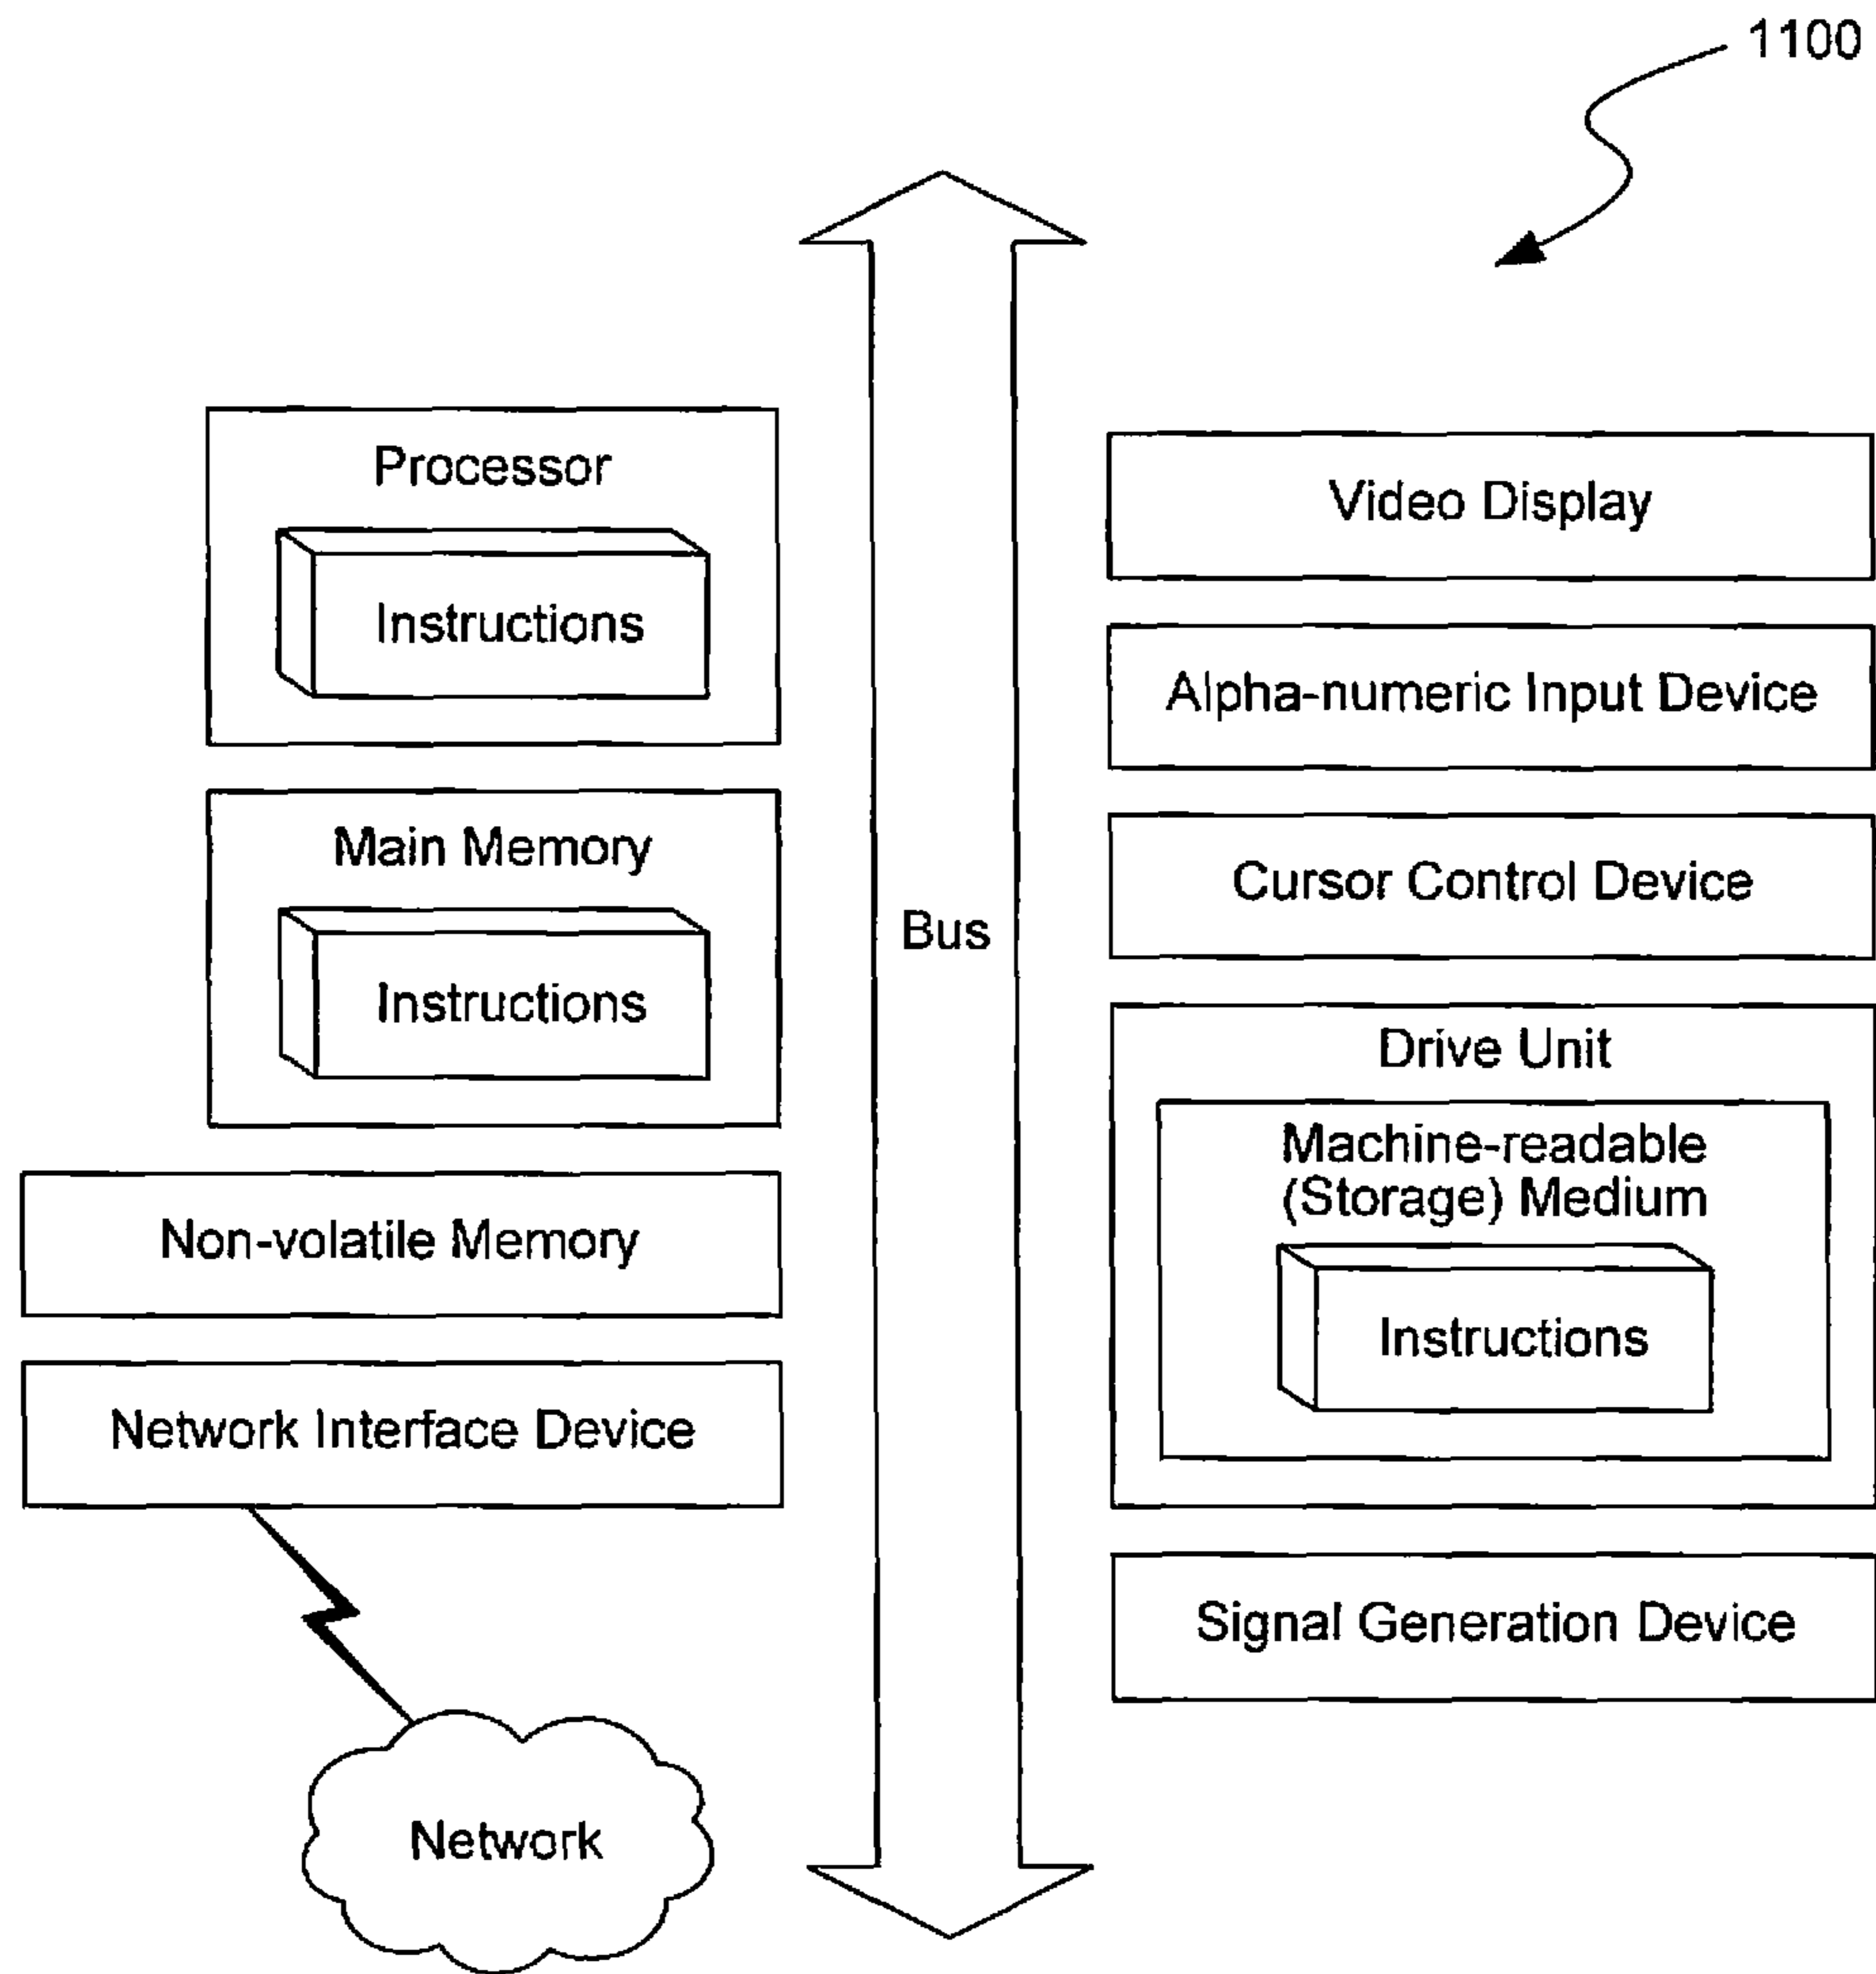 1100
Processor
Instructions
Main Memory
Instructions
Non-volatile Memory
Network Interface Device
Network
Bus
Video Display
Alpha-numeric Input Device
Cursor Control Device
Drive Unit
Machine-readable
(Storage) Medium
Instructions
Signal Generation Device